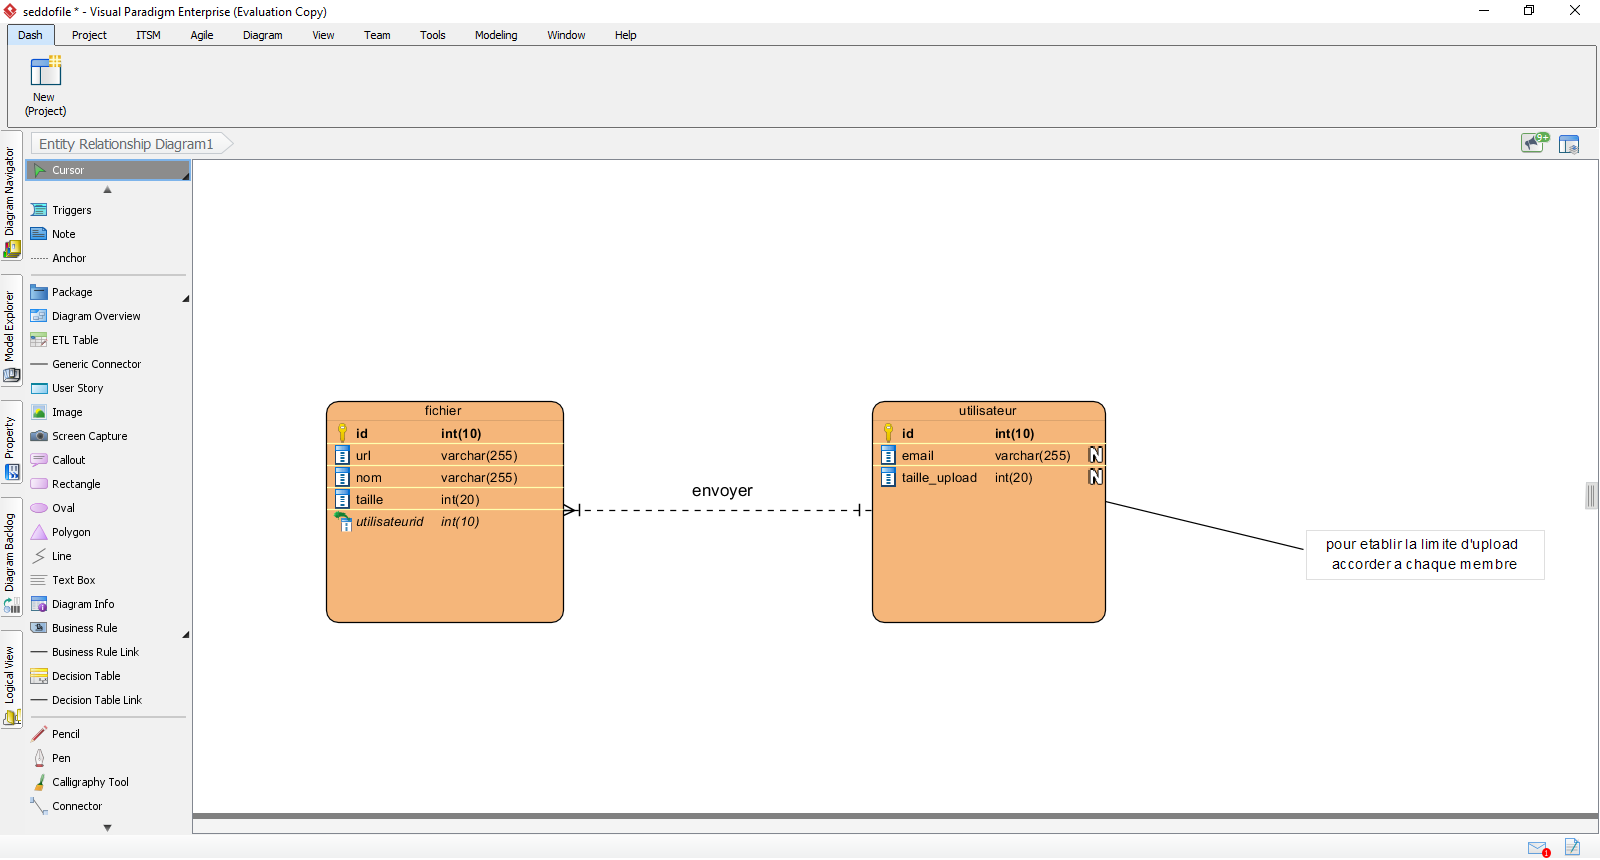 seddofile * - Visual Paradigm Enterprise (Evaluation Copy)
Dash Project ITSM Agile Diagram View Team Tools Modeling Window Help
New
(Project)
Entity Relationship Diagram1
9+
Diagram Navigator
Model Explorer
Property
Diagram Backlog
Logical View
Cursor
Triggers
Note
Anchor
Package
Diagram Overview
ETL Table
Generic Connector
User Story
Image
Screen Capture
Callout
Rectangle
Oval
Polygon
Line
Text Box
Diagram Info
Business Rule
Business Rule Link
Decision Table
Decision Table Link
Pencil
Pen
Calligraphy Tool
Connector
fichier
id int(10)
url varchar(255)
nom varchar(255)
taille int(20)
utilisateurid int(10)
envoyer
utilisateur
id int(10)
email varchar(255) N
taille_upload int(20) N
pour etablir la limite d'upload
accorder a chaque membre
1